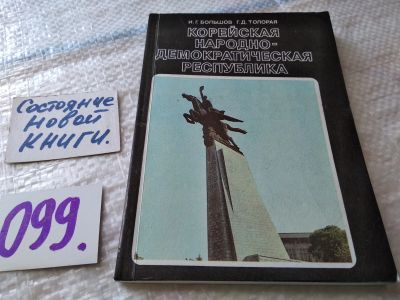 И. Г. БОЛЬШОВ Г. Д. ТОЛОРАЯ
КОРЕЙСКАЯ
НАРОДНО-
ДЕМОКРАТИЧЕСКАЯ
РЕСПУБЛИКА
Состояние
новой
книги.
099.